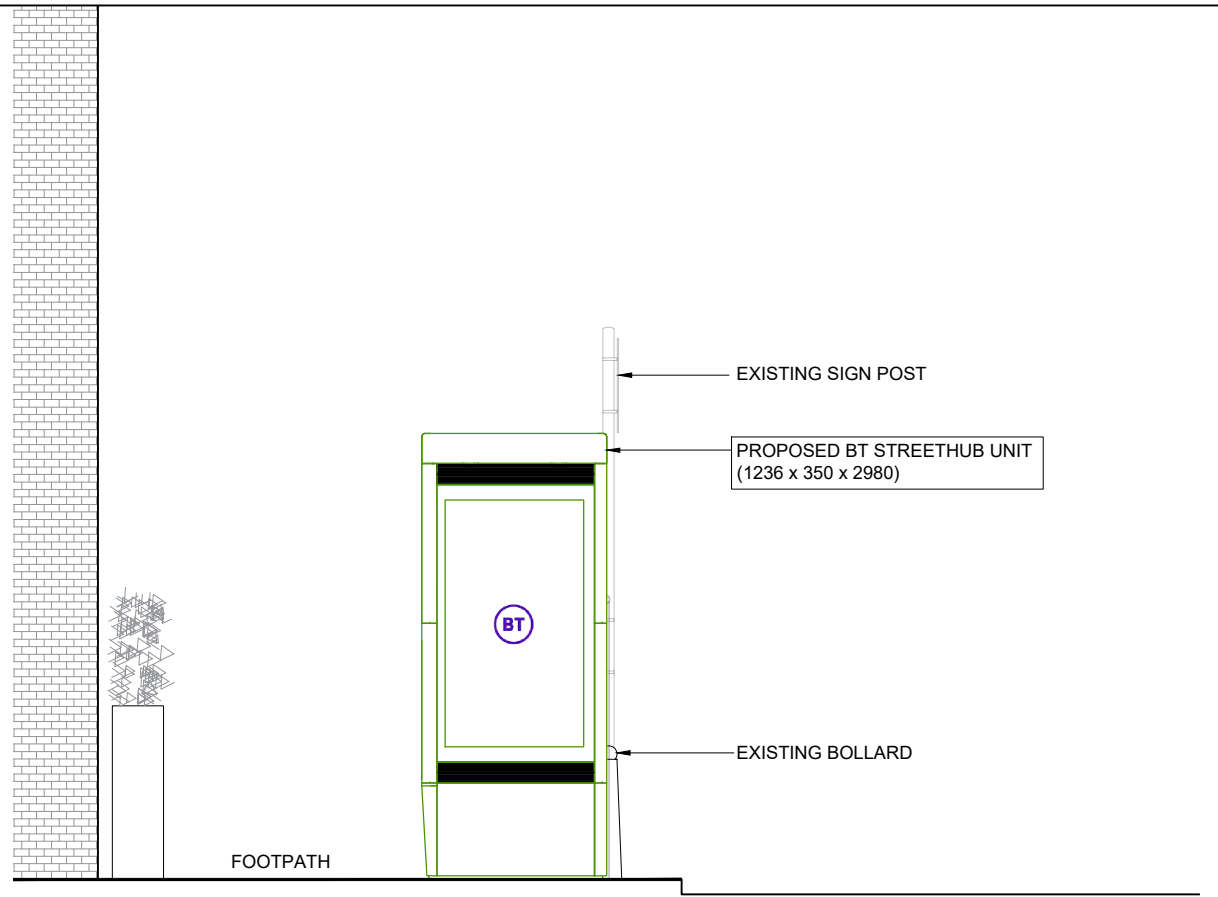 EXISTING SIGN POST
PROPOSED BT STREETHUB UNIT
(1236 x 350 x 2980)
BT
EXISTING BOLLARD
FOOTPATH